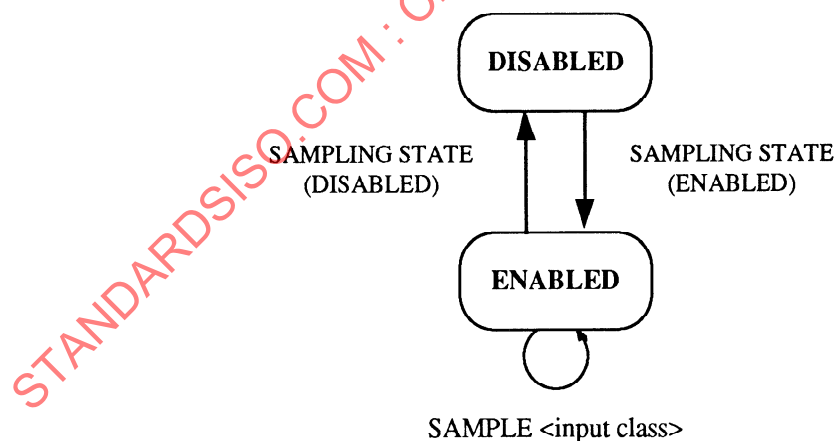 DISABLED
SAMPLING STATE
(DISABLED)
SAMPLING STATE
(ENABLED)
ENABLED
SAMPLE <input class>
STANDARDSISO.COM :